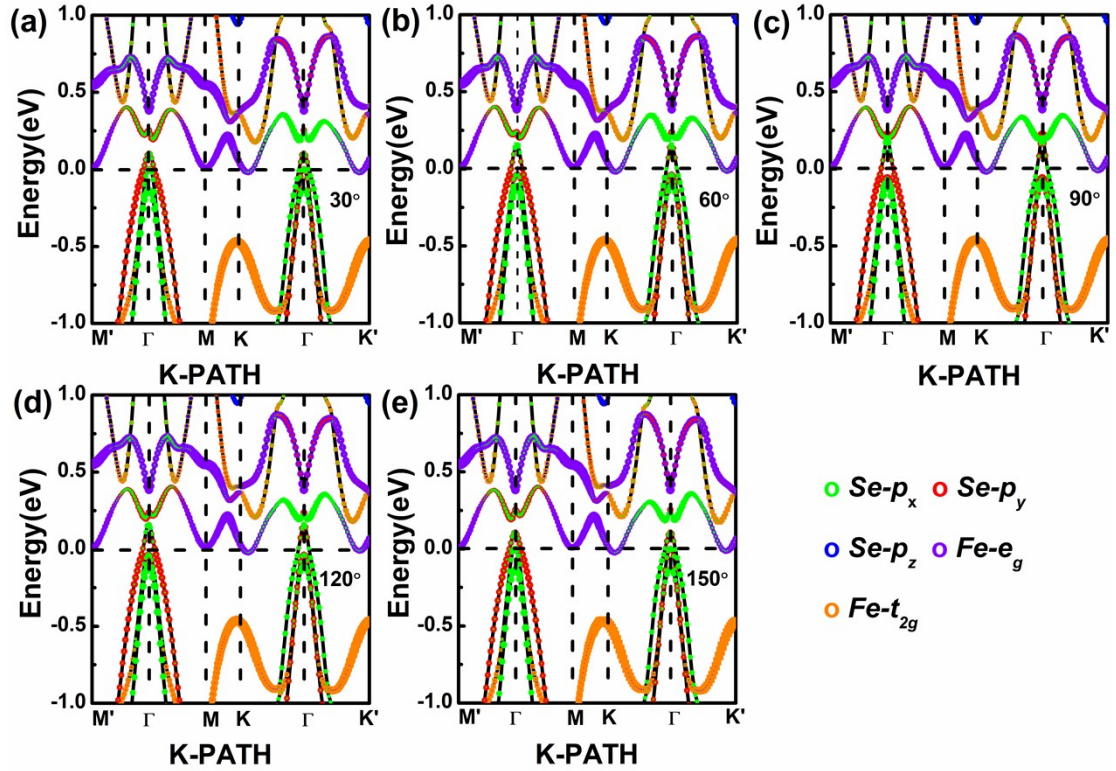 (a)
Energy(eV)
1.0
0.5
0.0
-0.5
-1.0
30°
M' Γ M K Γ K'
K-PATH
(b)
Energy(eV)
1.0
0.5
0.0
-0.5
-1.0
60°
M' Γ M K Γ K'
K-PATH
(c)
Energy(eV)
1.0
0.5
0.0
-0.5
-1.0
90°
M' Γ M K Γ K'
K-PATH
(d)
Energy(eV)
1.0
0.5
0.0
-0.5
-1.0
120°
M' Γ M K Γ K'
K-PATH
(e)
Energy(eV)
1.0
0.5
0.0
-0.5
-1.0
150°
M' Γ M K Γ K'
K-PATH
Se-px Se-py
Se-pz Fe-eg
Fe-t2g